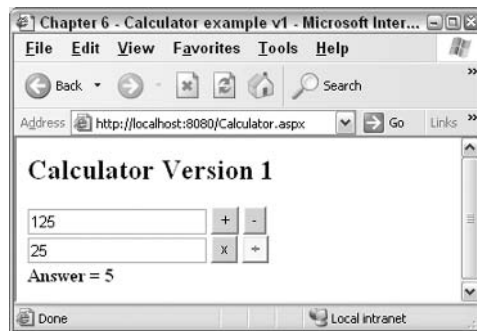 Chapter 6 - Calculator example v1 - Microsoft Inter...
File Edit View Favorites Tools Help
Back Search »
Address http://localhost:8080/Calculator.aspx Go Links »
Calculator Version 1
125 + -
25 x ÷
Answer = 5
Done Local intranet